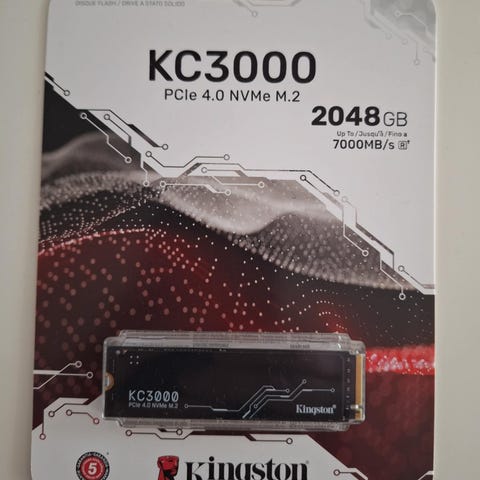 DISQUE FLASH / DRIVE A STATO SOLIDO
KC3000
PCIe 4.0 NVMe M.2
2048GB
Up To/Jusqu'à/Fino a
7000MB/s R
KC3000
PCIe 4.0 NVMe M.2
Kingston
5
Kingston